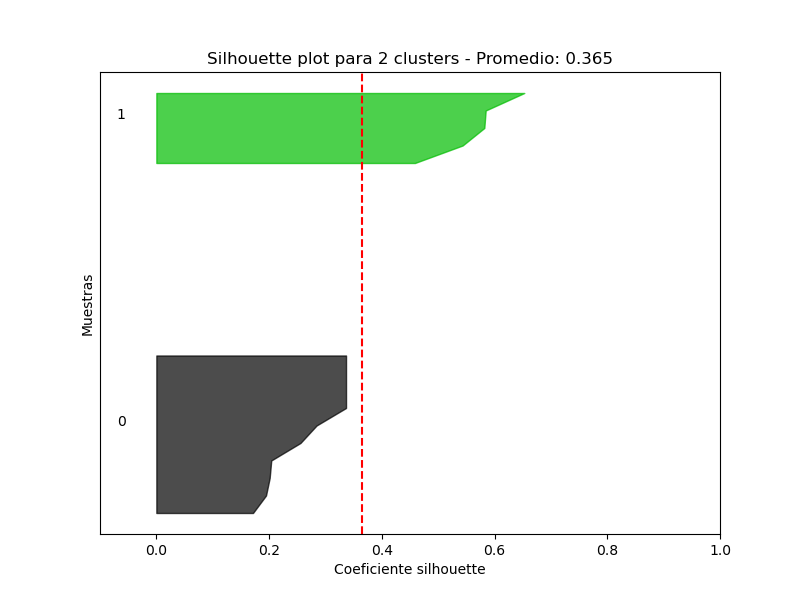 Silhouette plot para 2 clusters - Promedio: 0.365
1
Muestras
0
0.0 0.2 0.4 0.6 0.8 1.0
Coeficiente silhouette